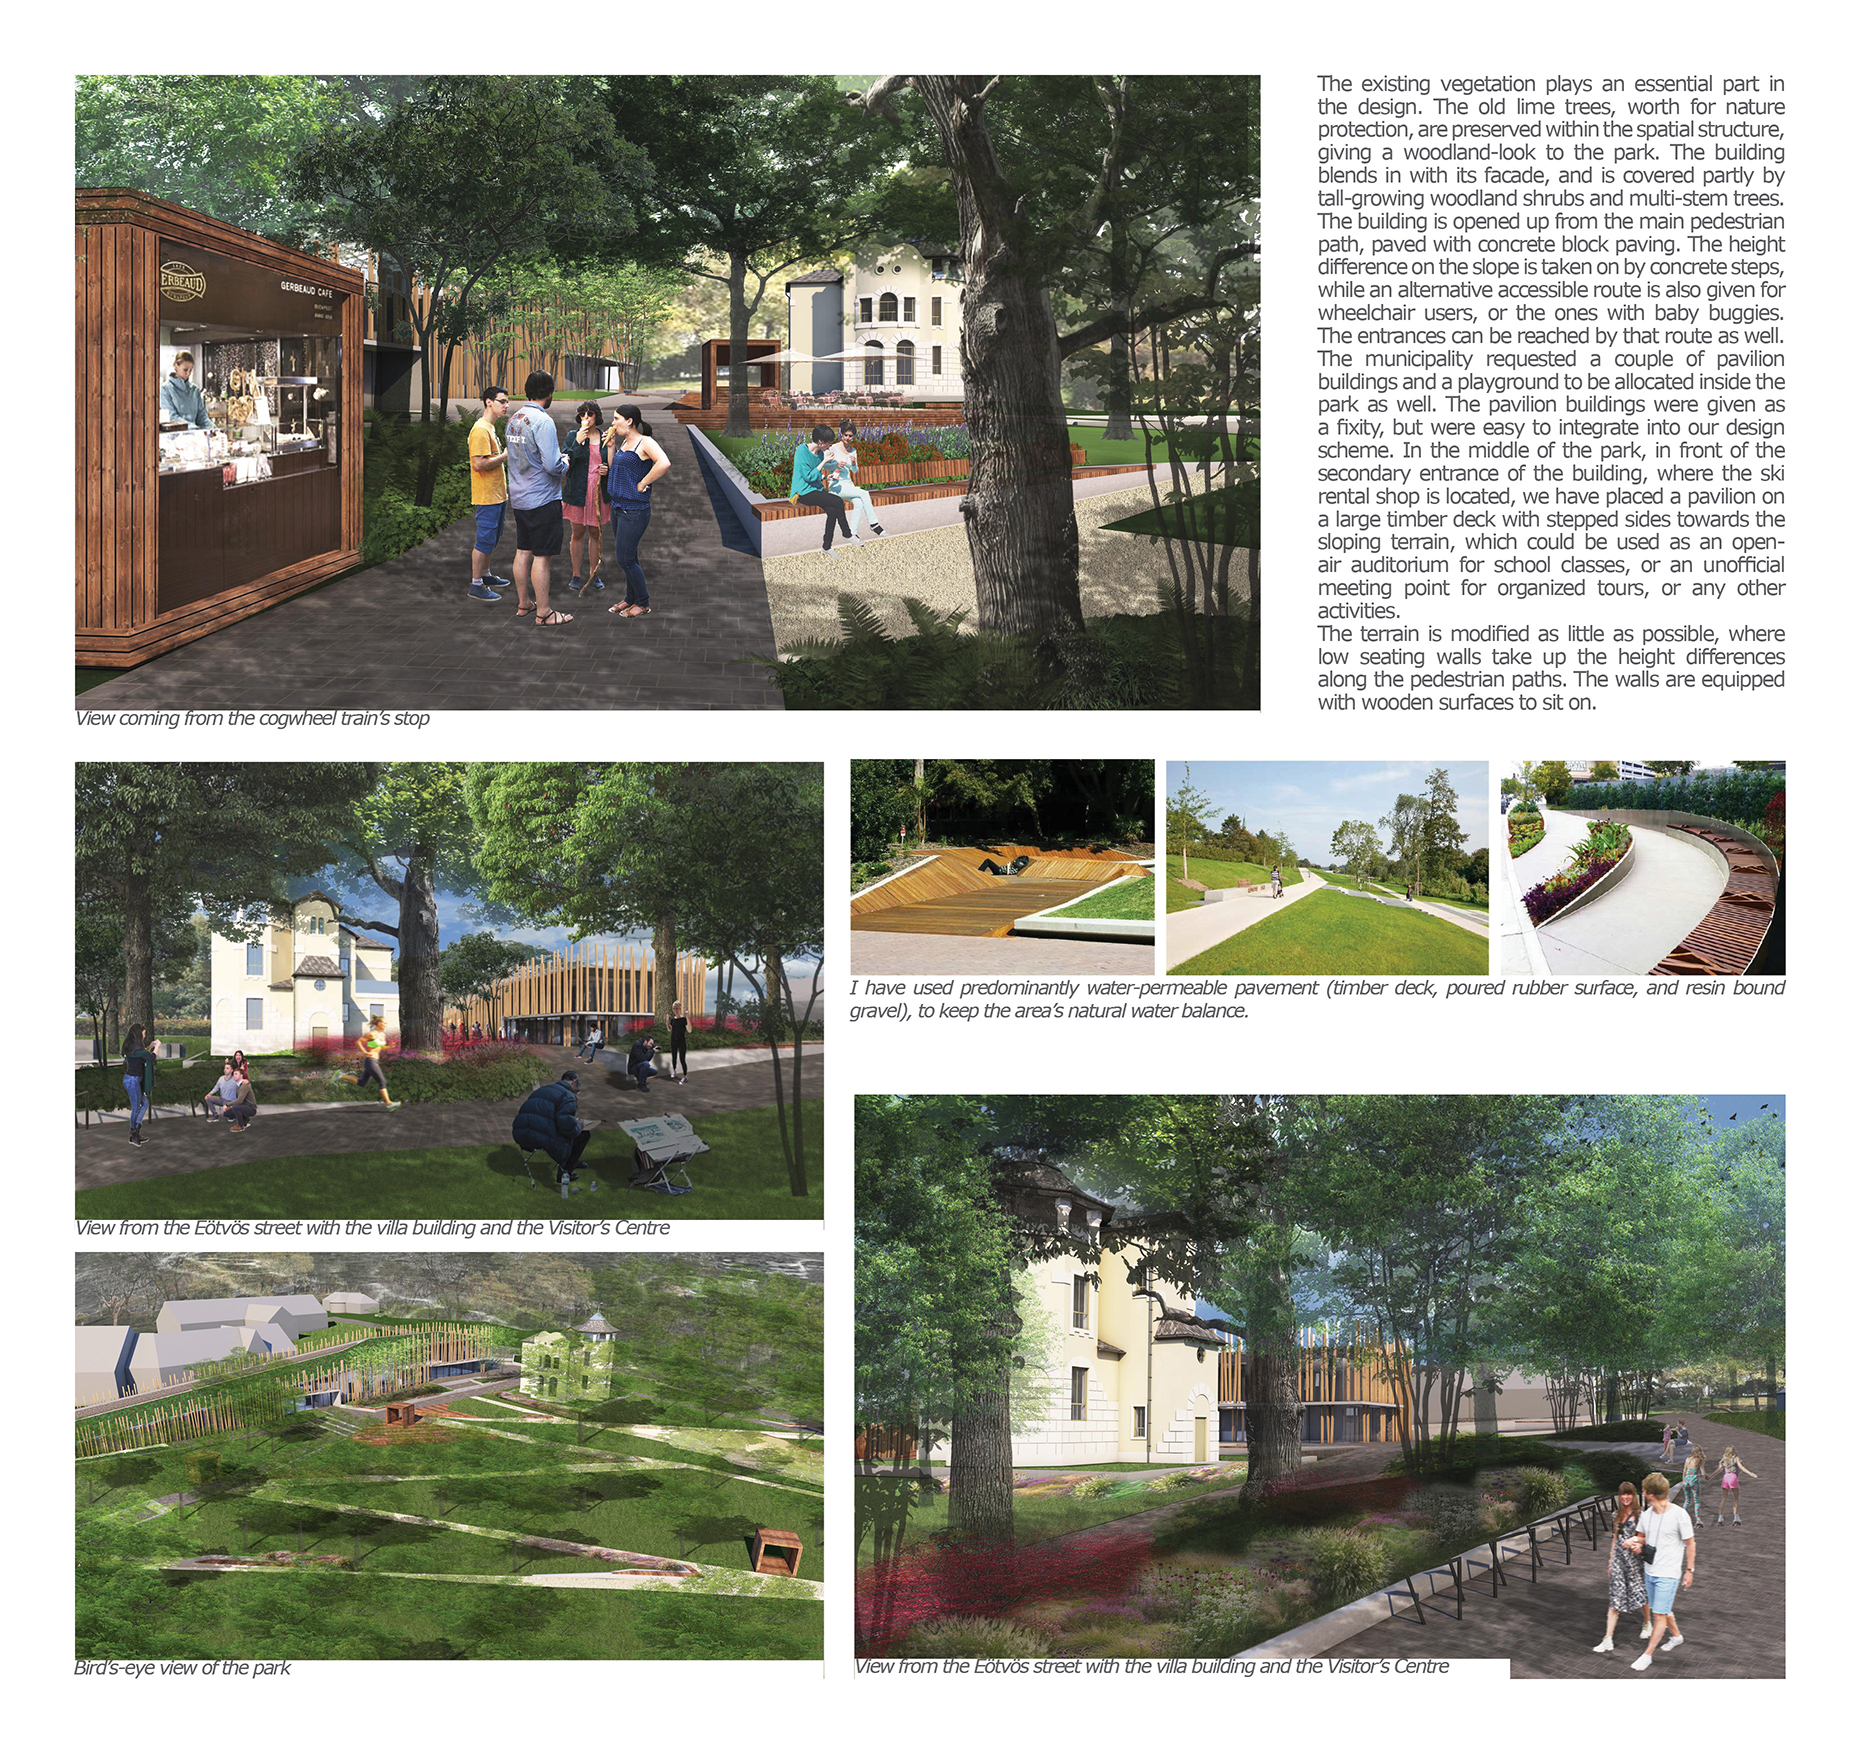 GERBEAUD
GERBEAUD CAFE
BUDAPEST
The existing vegetation plays an essential part in
the design. The old lime trees, worth for nature
protection, are preserved within the spatial structure,
giving a woodland-look to the park. The building
blends in with its facade, and is covered partly by
tall-growing woodland shrubs and multi-stem trees.
The building is opened up from the main pedestrian
path, paved with concrete block paving. The height
difference on the slope is taken on by concrete steps,
while an alternative accessible route is also given for
wheelchair users, or the ones with baby buggies.
The entrances can be reached by that route as well.
The municipality requested a couple of pavilion
buildings and a playground to be allocated inside the
park as well. The pavilion buildings were given as
a fixity, but were easy to integrate into our design
scheme. In the middle of the park, in front of the
secondary entrance of the building, where the ski
rental shop is located, we have placed a pavilion on
a large timber deck with stepped sides towards the
sloping terrain, which could be used as an open-
air auditorium for school classes, or an unofficial
meeting point for organized tours, or any other
activities.
The terrain is modified as little as possible, where
low seating walls take up the height differences
along the pedestrian paths. The walls are equipped
with wooden surfaces to sit on.
View coming from the cogwheel train's stop
I have used predominantly water-permeable pavement (timber deck, poured rubber surface, and resin bound
gravel), to keep the area's natural water balance.
View from the Eötvös street with the villa building and the Visitor's Centre
Bird's-eye view of the park
View from the Eötvös street with the villa building and the Visitor's Centre